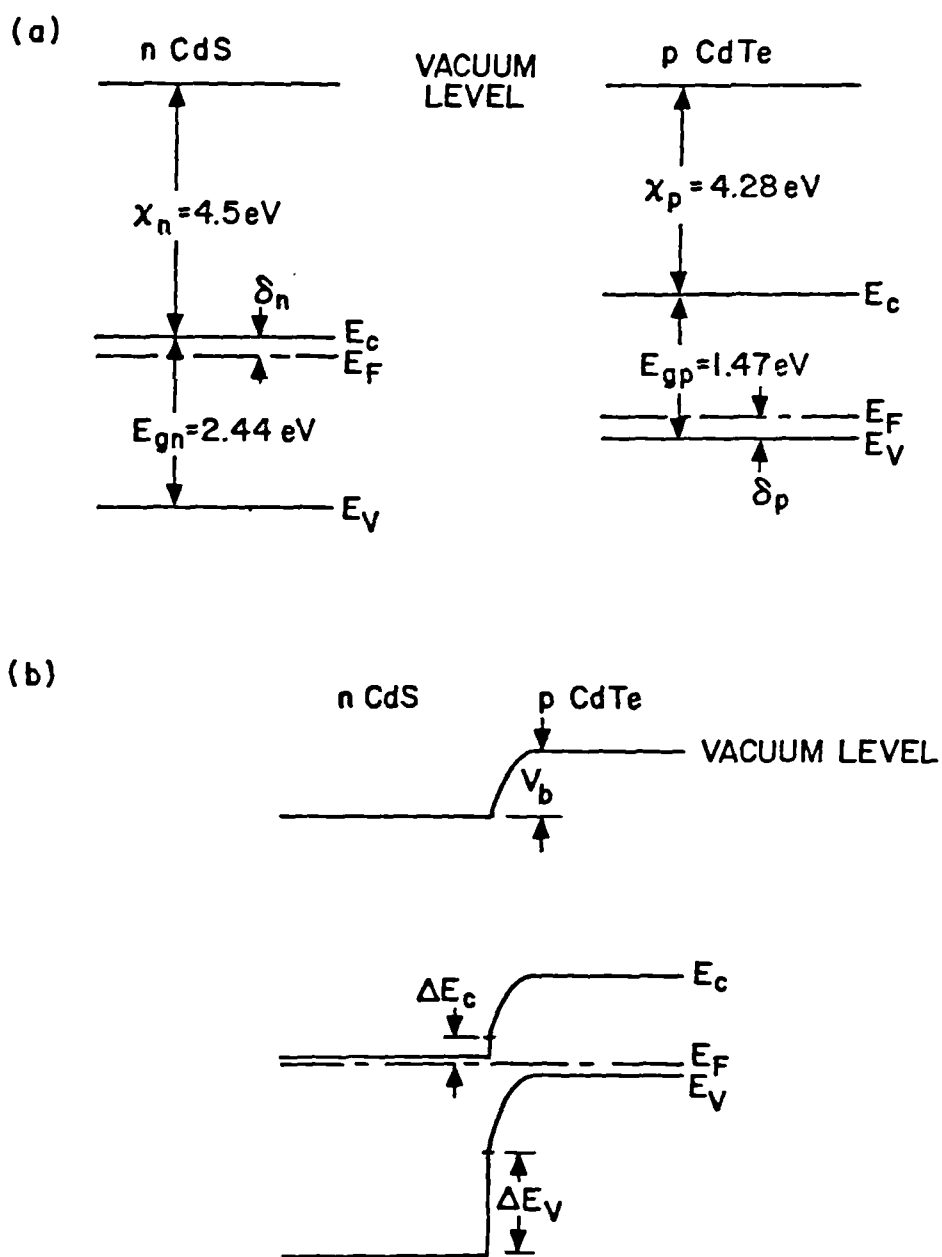 (a)
n CdS
VACUUM
LEVEL
p CdTe
χn=4.5eV
χp=4.28eV
δn
Ec
EF
Egn=2.44 eV
EV
Ec
Egp=1.47eV
EF
EV
δp
(b)
n CdS
p CdTe
VACUUM LEVEL
Vb
ΔEc
Ec
EF
EV
ΔEV